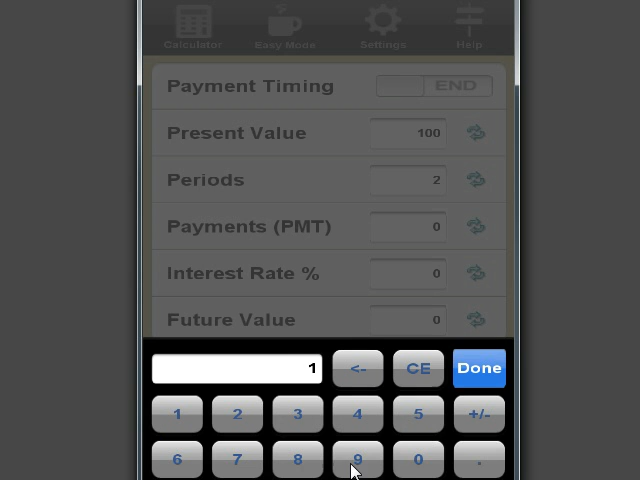 Calculator Easy Mode Settings Help
Payment Timing END
Present Value 100
Periods 2
Payments (PMT) 0
Interest Rate % 0
Future Value 0
1 <- CE Done
1 2 3 4 5 +/-
6 7 8 9 0 .